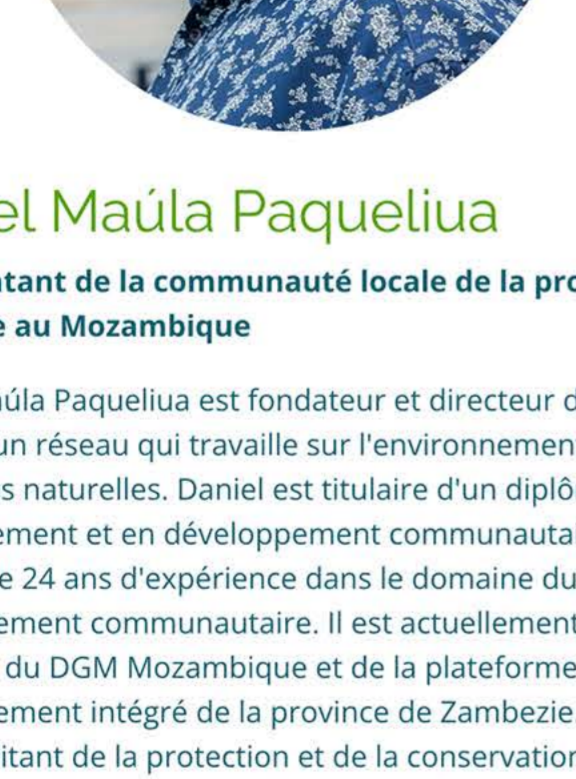 el Maúla Paqueliua
tant de la communauté locale de la pro
e au Mozambique
aúla Paqueliua est fondateur et directeur d
un réseau qui travaille sur l'environnemen
s naturelles. Daniel est titulaire d'un diplô
ement et en développement communauta
e 24 ans d'expérience dans le domaine du
ement communautaire. Il est actuellement
du DGM Mozambique et de la plateforme
ement intégré de la province de Zambezie
itant de la protection et de la conservation